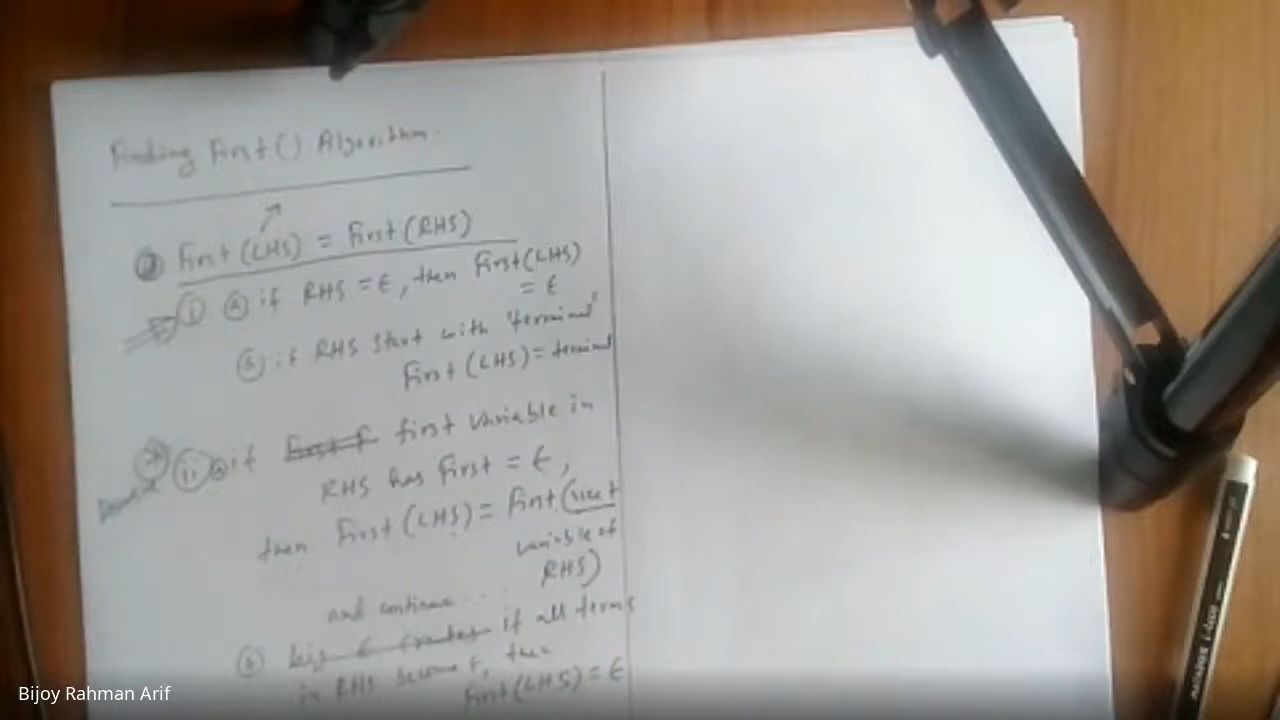 Finding First() Algorithm
First (LHS) = First (RHS)
i a if RHS = ε, then First (LHS)
= ε
b if RHS start with 'terminal'
First (LHS) = terminal
ii a if first variable in
RHS has First = ε,
then First (LHS) = First (next
variable of
RHS)
and continue...
b if all terms
in RHS become ε, then
First (LHS) = ε
Bijoy Rahman Arif